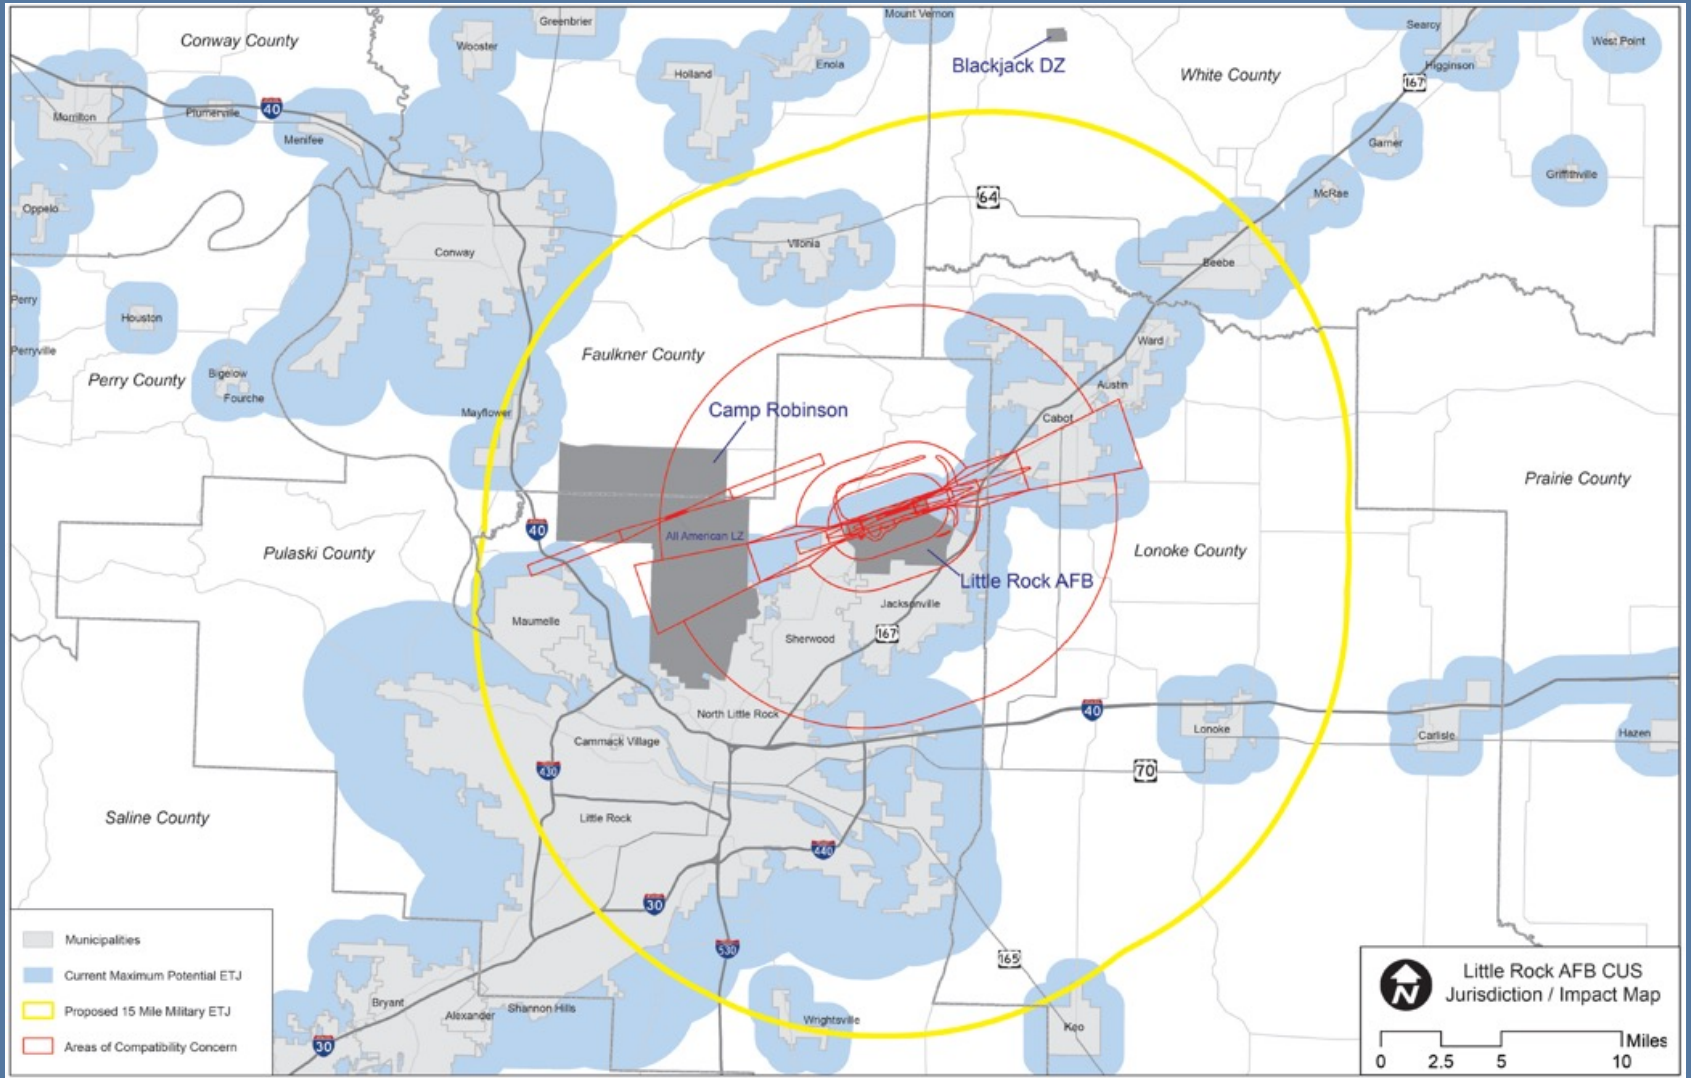 Conway County
Greenbrier
Wooster
Mount Vernon
Searcy
West Point
Enola
Holland
Blackjack DZ
White County
Higginson
167
Morrilton
Plumerville
40
Menifee
Garner
Griffithville
McRae
Oppelo
64
Conway
Vilonia
Beebe
Perry
Houston
Perryville
Faulkner County
Ward
Perry County
Bigelow
Fourche
Austin
Mayflower
Camp Robinson
Cabot
Prairie County
40
All American LZ
Pulaski County
Lonoke County
Little Rock AFB
Jacksonville
Maumelle
Sherwood
167
North Little Rock
40
Lonoke
Carlisle
Hazen
Cammack Village
430
70
Saline County
Little Rock
440
30
530
165
Municipalities
Current Maximum Potential ETJ
Proposed 15 Mile Military ETJ
Areas of Compatibility Concern
Bryant
Alexander
Shannon Hills
Wrightsville
Keo
30
N
Little Rock AFB CUS
Jurisdiction / Impact Map
Miles
0 2.5 5 10